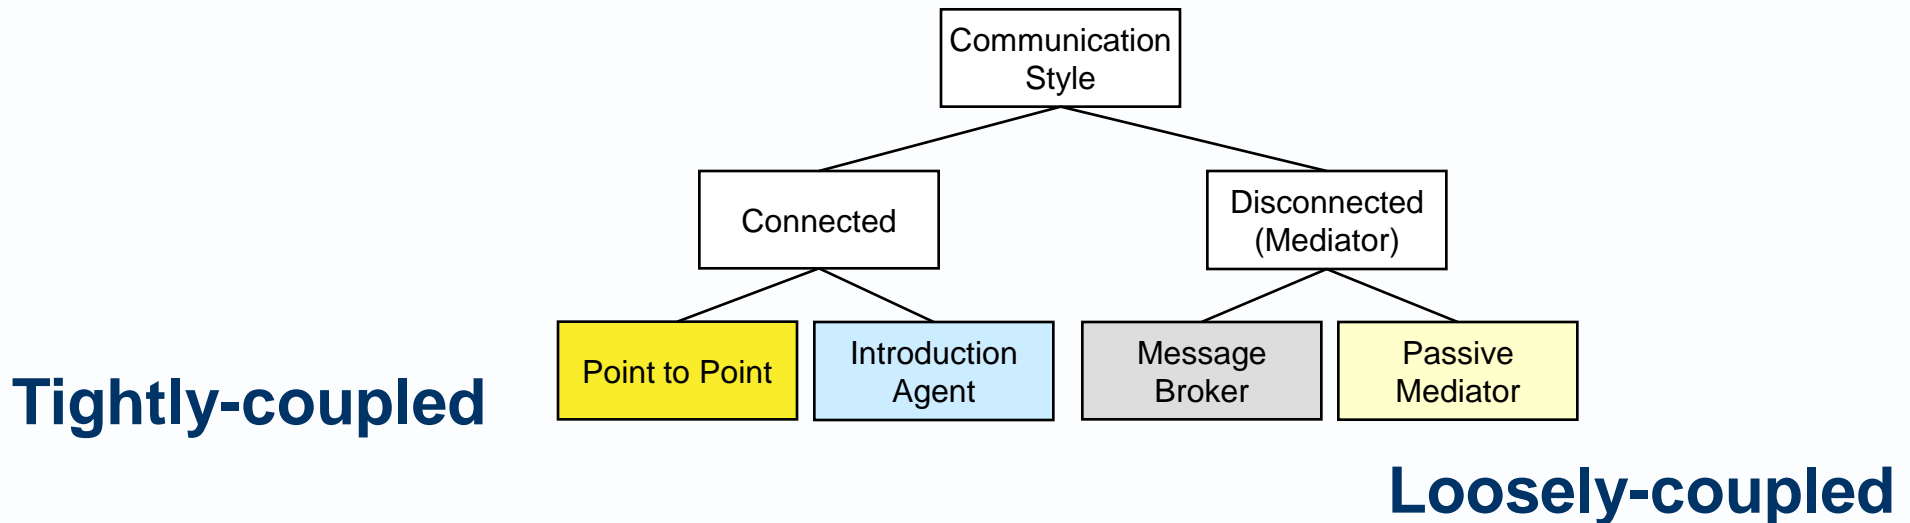 Communication
Style
Connected
Disconnected
(Mediator)
Point to Point
Introduction
Agent
Message
Broker
Passive
Mediator
Tightly-coupled
Loosely-coupled